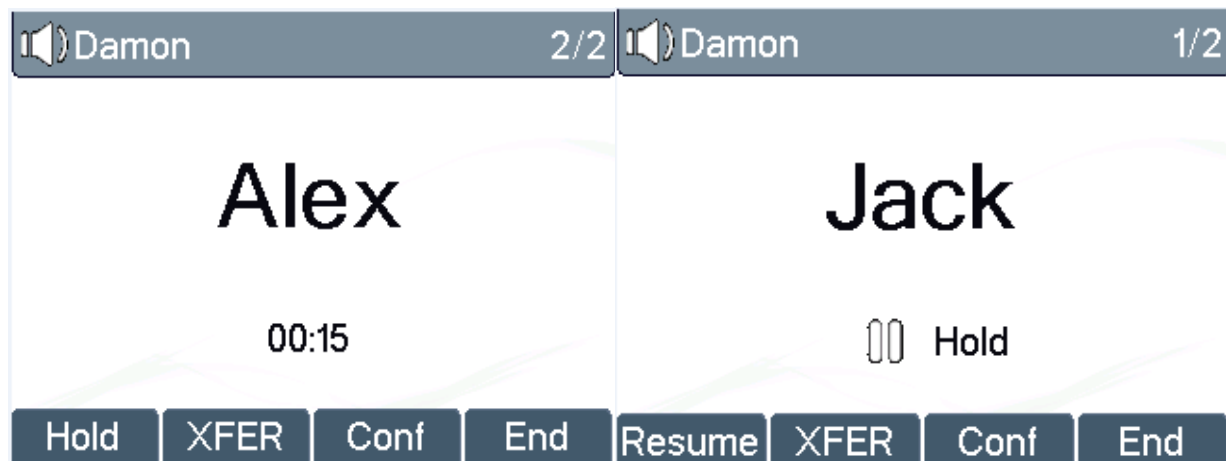 Damon 2/2
Alex
00:15
Hold XFER Conf End
Damon 1/2
Jack
Hold
Resume XFER Conf End